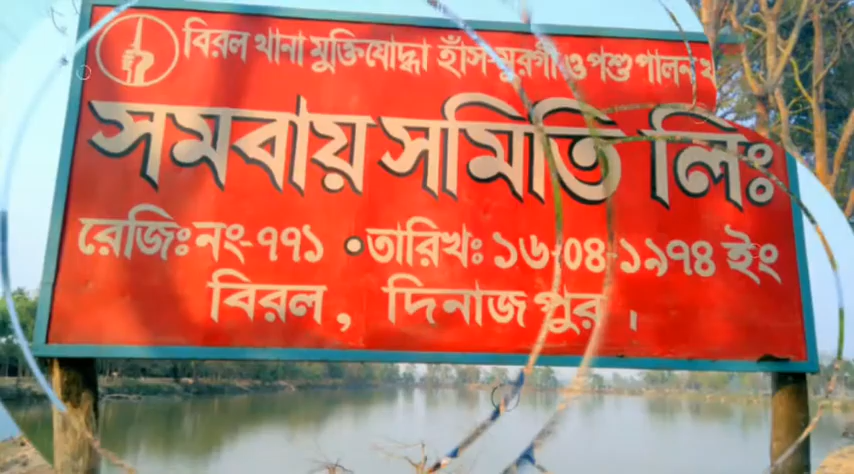 বিরল থানা মুক্তিযোদ্ধা হাঁস-মুরগী ও পশু পালন
সমবায় সমিতি লিঃ
রেজিঃ নং-৭৭১ তারিখঃ ১৬-০৪-১৯৭৪ ইং
বিরল, দিনাজপুর।